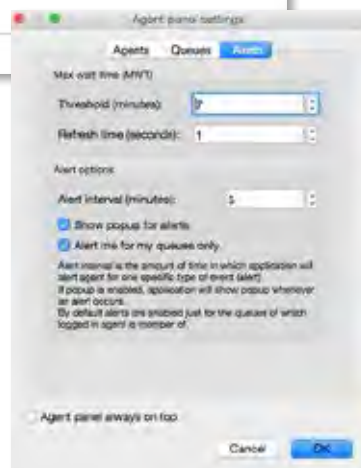 Agent panel settings
Agents Queues Alerts
Max wait time (MWT)
Threshold (minutes):
Refresh time (seconds): 1
Alert options
Alert interval (minutes):
Show popup for alerts
Alert me for my queues only
Alert interval is the amount of time in which application will
alert agent for one specific type of event (alert)
If popup is enabled, application will show popup whenever
an alert occurs.
By default alerts are enabled just for the queues of which
logged in agent is member of.
Agent panel always on top
Cancel OK